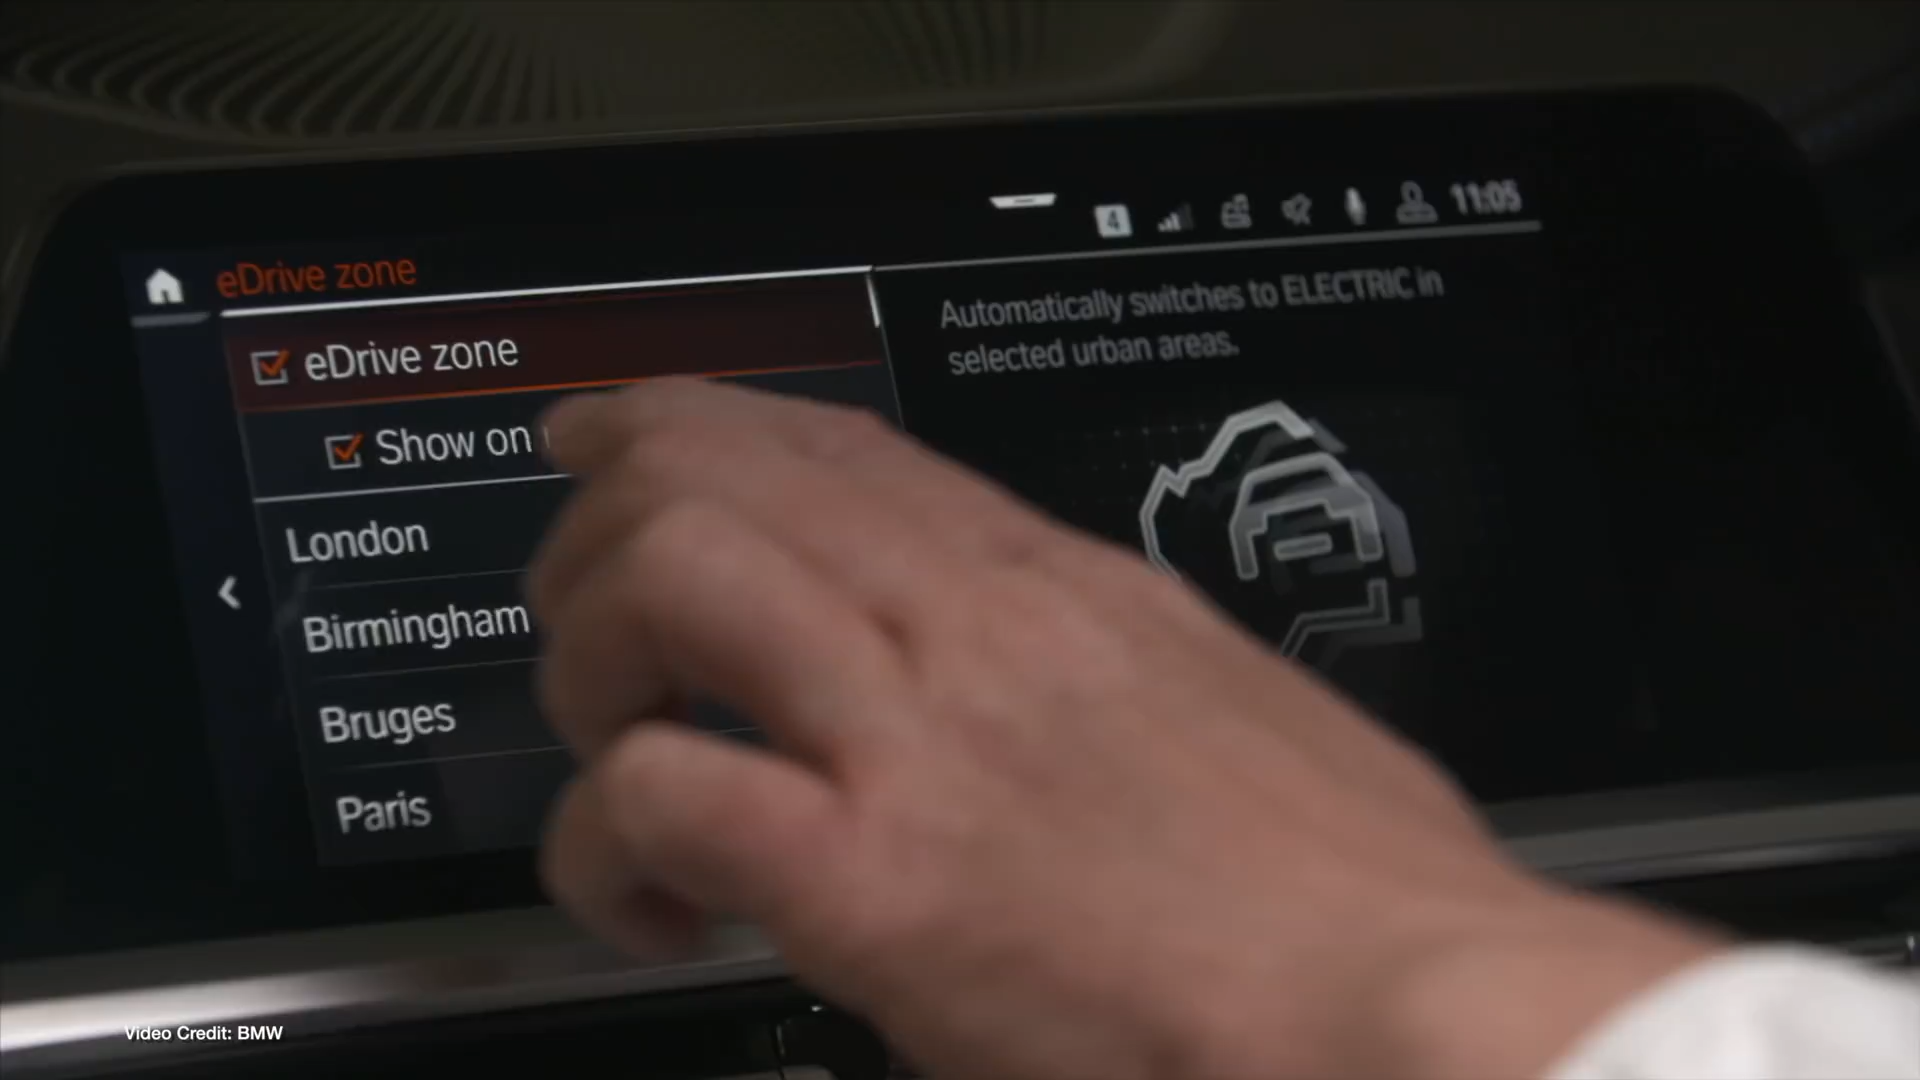 4
11:05
eDrive zone
eDrive zone
Show on
London
Birmingham
Bruges
Paris
Automatically switches to ELECTRIC in
selected urban areas.
Video Credit: BMW